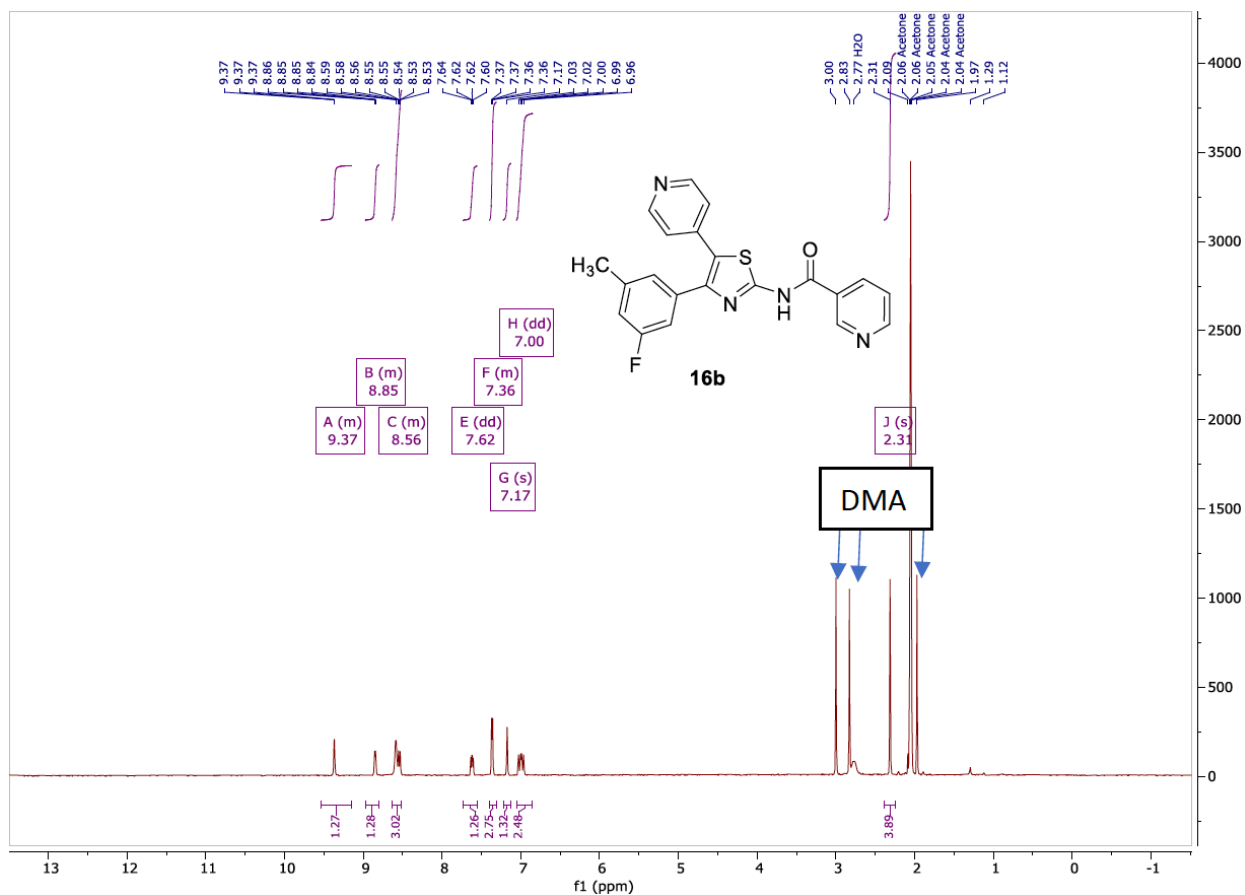 9.37 9.37 9.37 8.86 8.85 8.85 8.84 8.59 8.58 8.56 8.55 8.55 8.54 8.53 8.53 7.64 7.62 7.62 7.60 7.37 7.37 7.36 7.36 7.17 7.03 7.02 7.00 6.99 6.96
3.00 2.83 2.77 H2O 2.31 2.09 2.06 Acetone 2.06 Acetone 2.05 Acetone 2.04 Acetone 2.04 Acetone 1.97 1.29 1.12
N
S
O
H3C
N
N
H
N
F
16b
H (dd)
7.00
B (m)
8.85
F (m)
7.36
A (m)
9.37
C (m)
8.56
E (dd)
7.62
J (s)
2.31
G (s)
7.17
DMA
4000
3500
3000
2500
2000
1500
1000
500
0
1.27 1.28 3.02 1.26 2.75 1.32 2.48 3.89
13 12 11 10 9 8 7 6 5 4 3 2 1 0 -1
f1 (ppm)